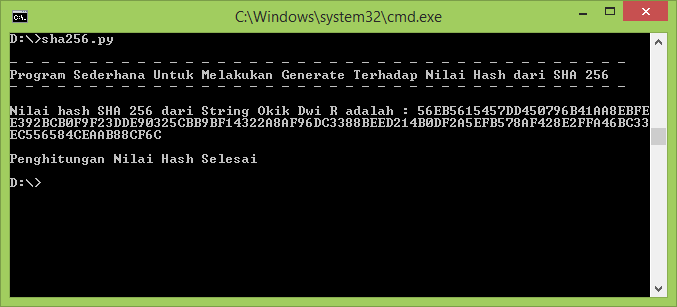 C:\Windows\system32\cmd.exe
C:\.
D:\>sha256.py
- - - - - - - - - - - - - - - - - - - - - - - - - - - - - - - - - - - - - - -
Program Sederhana Untuk Melakukan Generate Terhadap Nilai Hash dari SHA 256
- - - - - - - - - - - - - - - - - - - - - - - - - - - - - - - - - - - - - - -
Nilai hash SHA 256 dari String Okik Dwi R adalah : 56EB5615457DD450796B41AA8EBFE
E392BCB0F9F23DDE90325CBB9BF14322A8AF96DC3388BEED214B0DF2A5EFB578AF428E2FFA46BC33
EC556584CEAAB88CF6C
Penghitungan Nilai Hash Selesai
D:\>